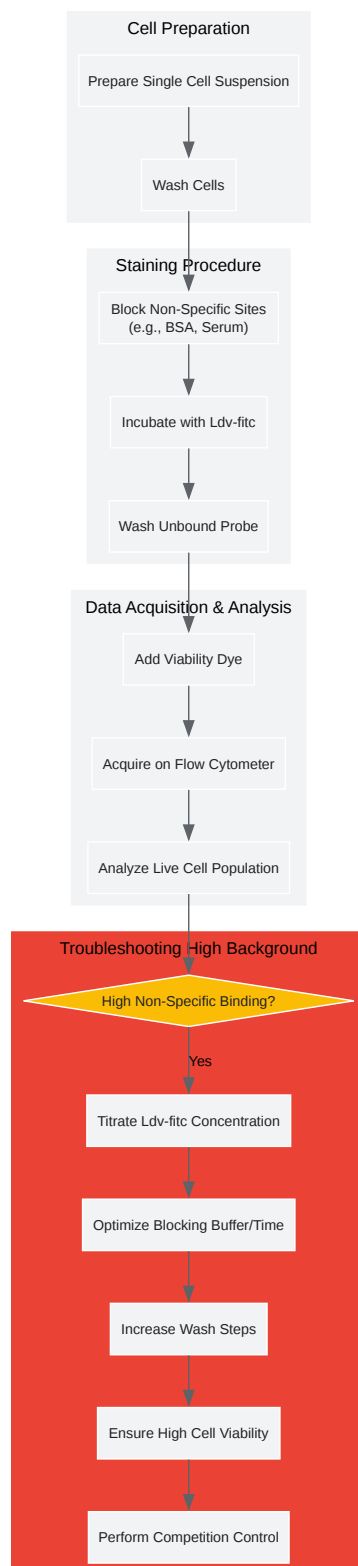 Cell Preparation
Prepare Single Cell Suspension
Wash Cells
Staining Procedure
Block Non-Specific Sites
(e.g., BSA, Serum)
Incubate with Ldv-fitc
Wash Unbound Probe
Data Acquisition & Analysis
Add Viability Dye
Acquire on Flow Cytometer
Analyze Live Cell Population
Troubleshooting High Background
High Non-Specific Binding?
Yes
Titrate Ldv-fitc Concentration
Optimize Blocking Buffer/Time
Increase Wash Steps
Ensure High Cell Viability
Perform Competition Control